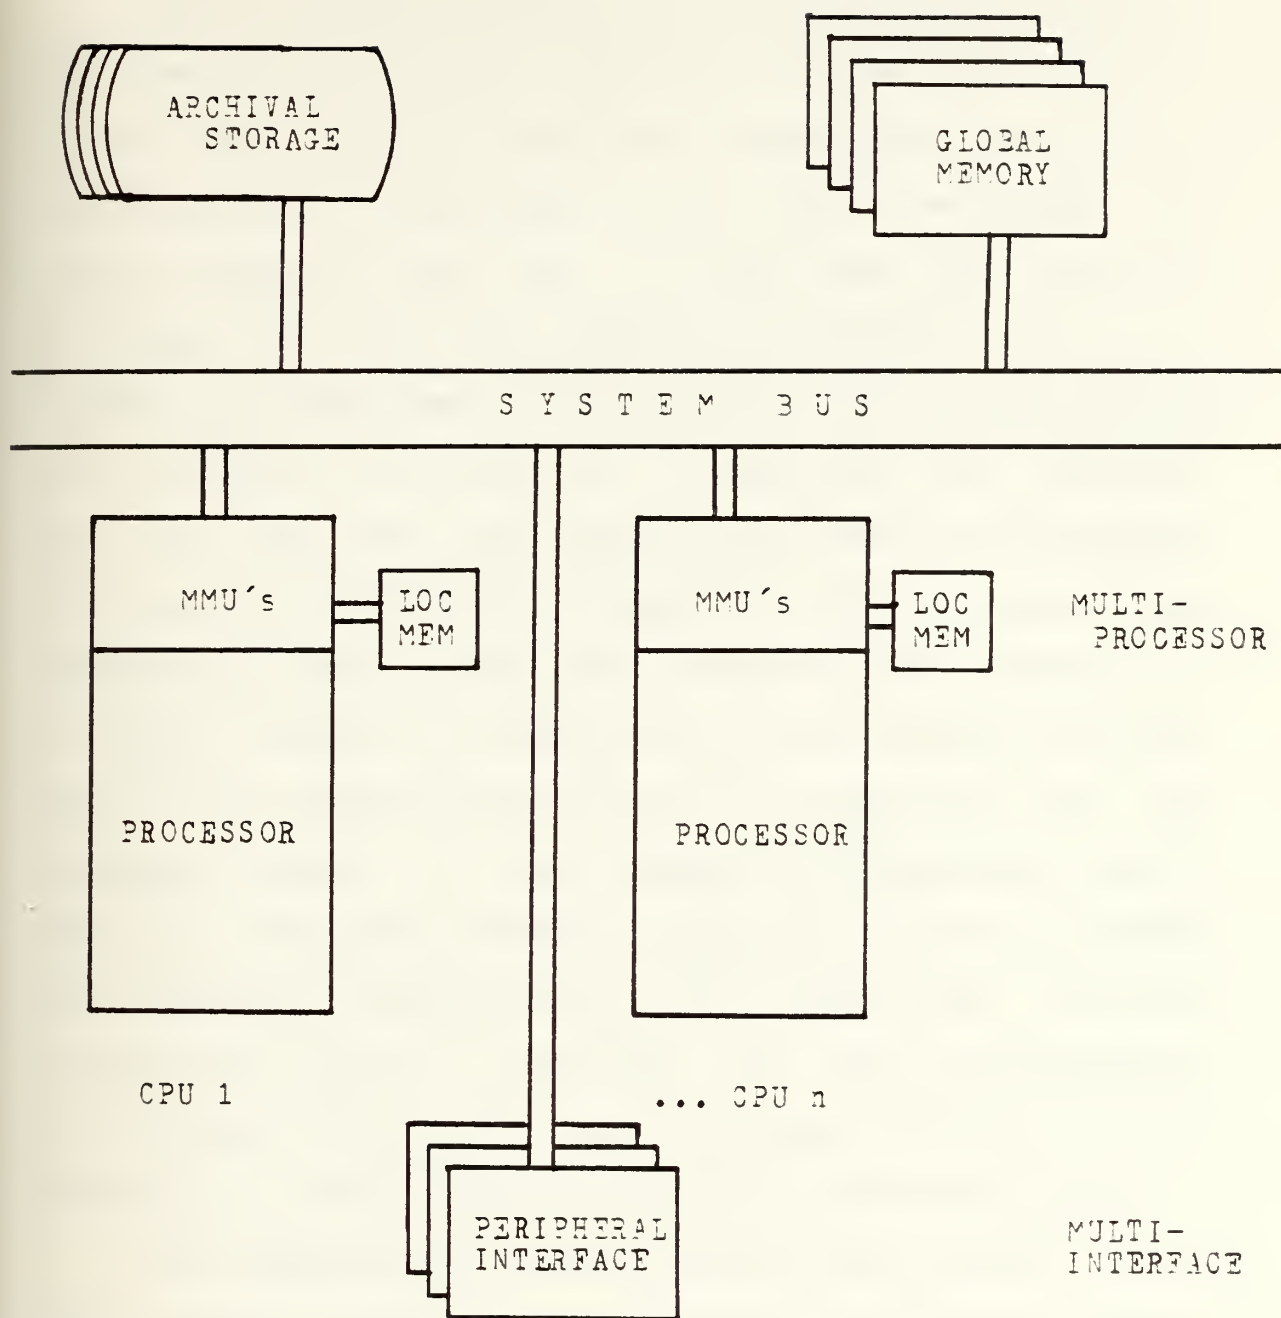 ARCHIVAL
STORAGE
GLOBAL
MEMORY
SYSTEM BUS
MMU's
LOC
MEM
MMU's
LOC
MEM
MULTI-
PROCESSOR
PROCESSOR
PROCESSOR
CPU 1
... CPU n
PERIPHERAL
INTERFACE
MULTI-
INTERFACE